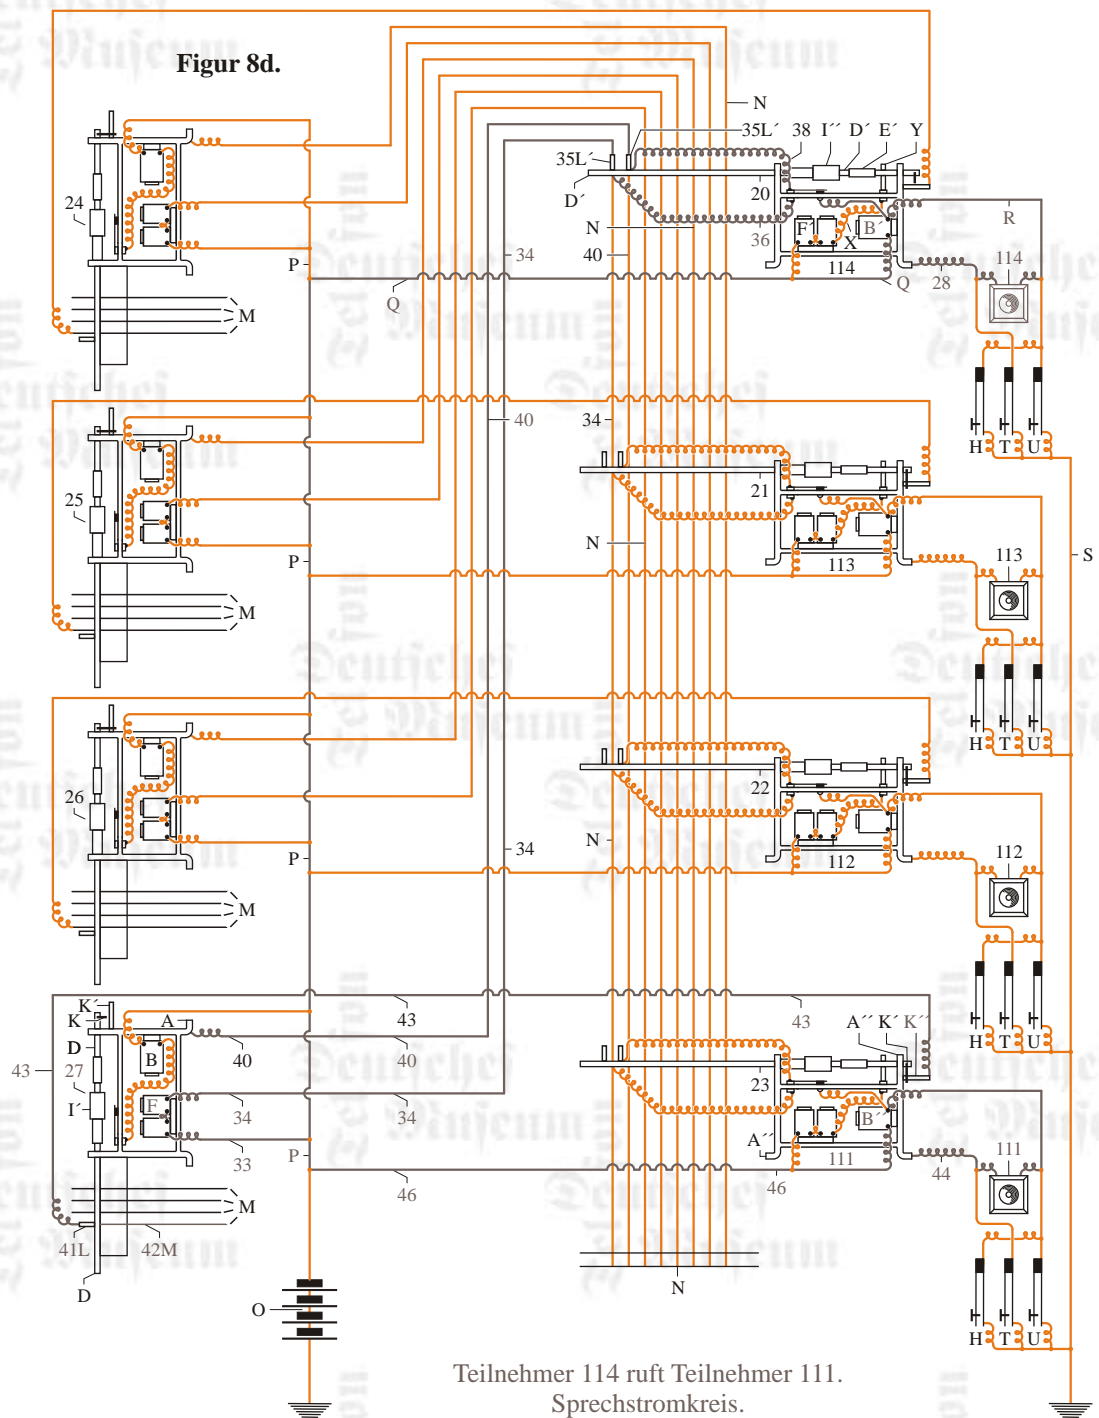 Figur 8d.
N
35L´ 38 I´´ D´ E´ Y
35L´
24
D´
20
N
36
F´
X
B´
R
34
40
114
P
Q
Q
28
114
M
H T U
40
34
25
21
N
113
113
S
P
M
H T U
26
22
N
34
112
112
P
M
H T U
K´
K
A
43
43
A´´ K´ K´´
D
B
40
40
43
27
23
I´
F
34
34
B´´
33
P
A´´
111
111
46
46
44
M
41L
42M
D
N
O
H T U
Teilnehmer 114 ruft Teilnehmer 111.
Sprechstromkreis.
Deutsches
Museum